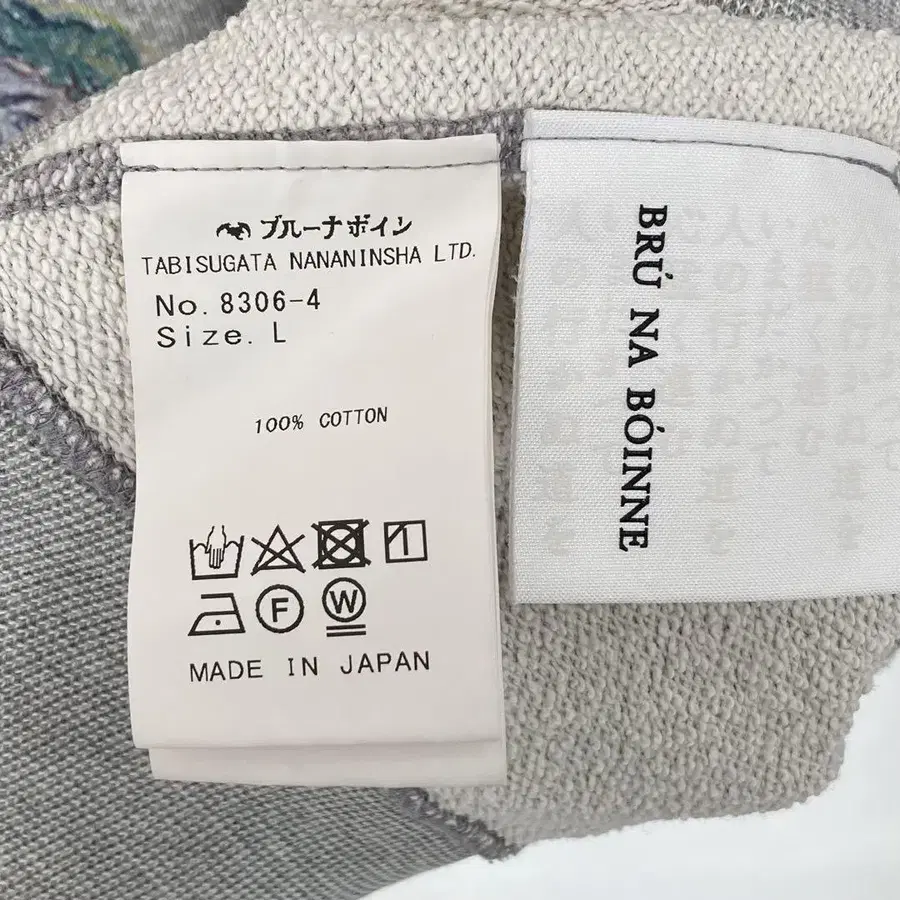 ブルーナボイン
TABISUGATA NANANINSHA LTD.
No. 8306-4
Size. L
100% COTTON
F
W
MADE IN JAPAN
BRÚ NA BÓINNE